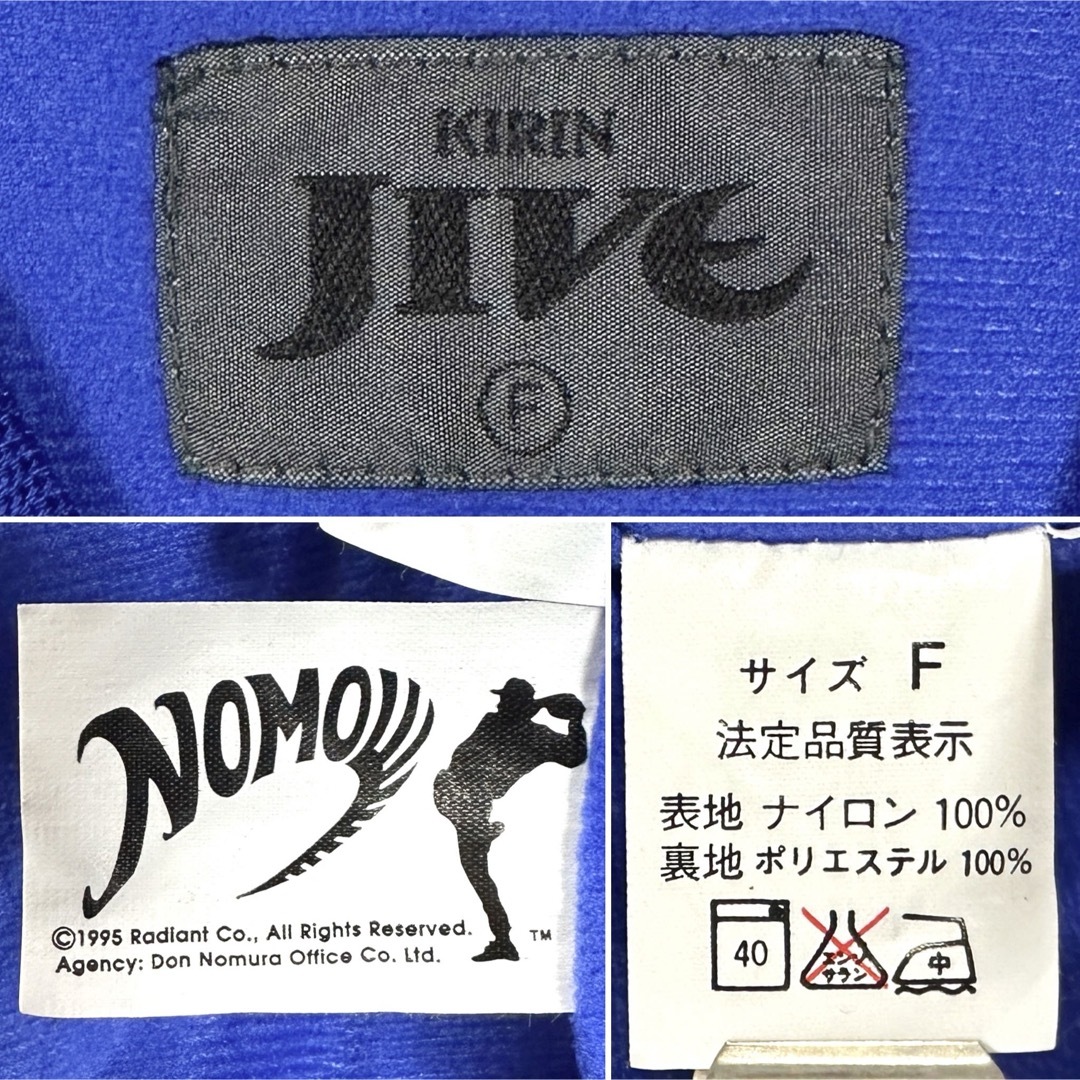 KIRIN
JIVE
F
NOMO
©1995 Radiant Co., All Rights Reserved.
Agency: Don Nomura Office Co. Ltd.
TM
サイズ F
法定品質表示
表地 ナイロン 100%
裏地 ポリエステル 100%
40
エンソ
サラシ
中